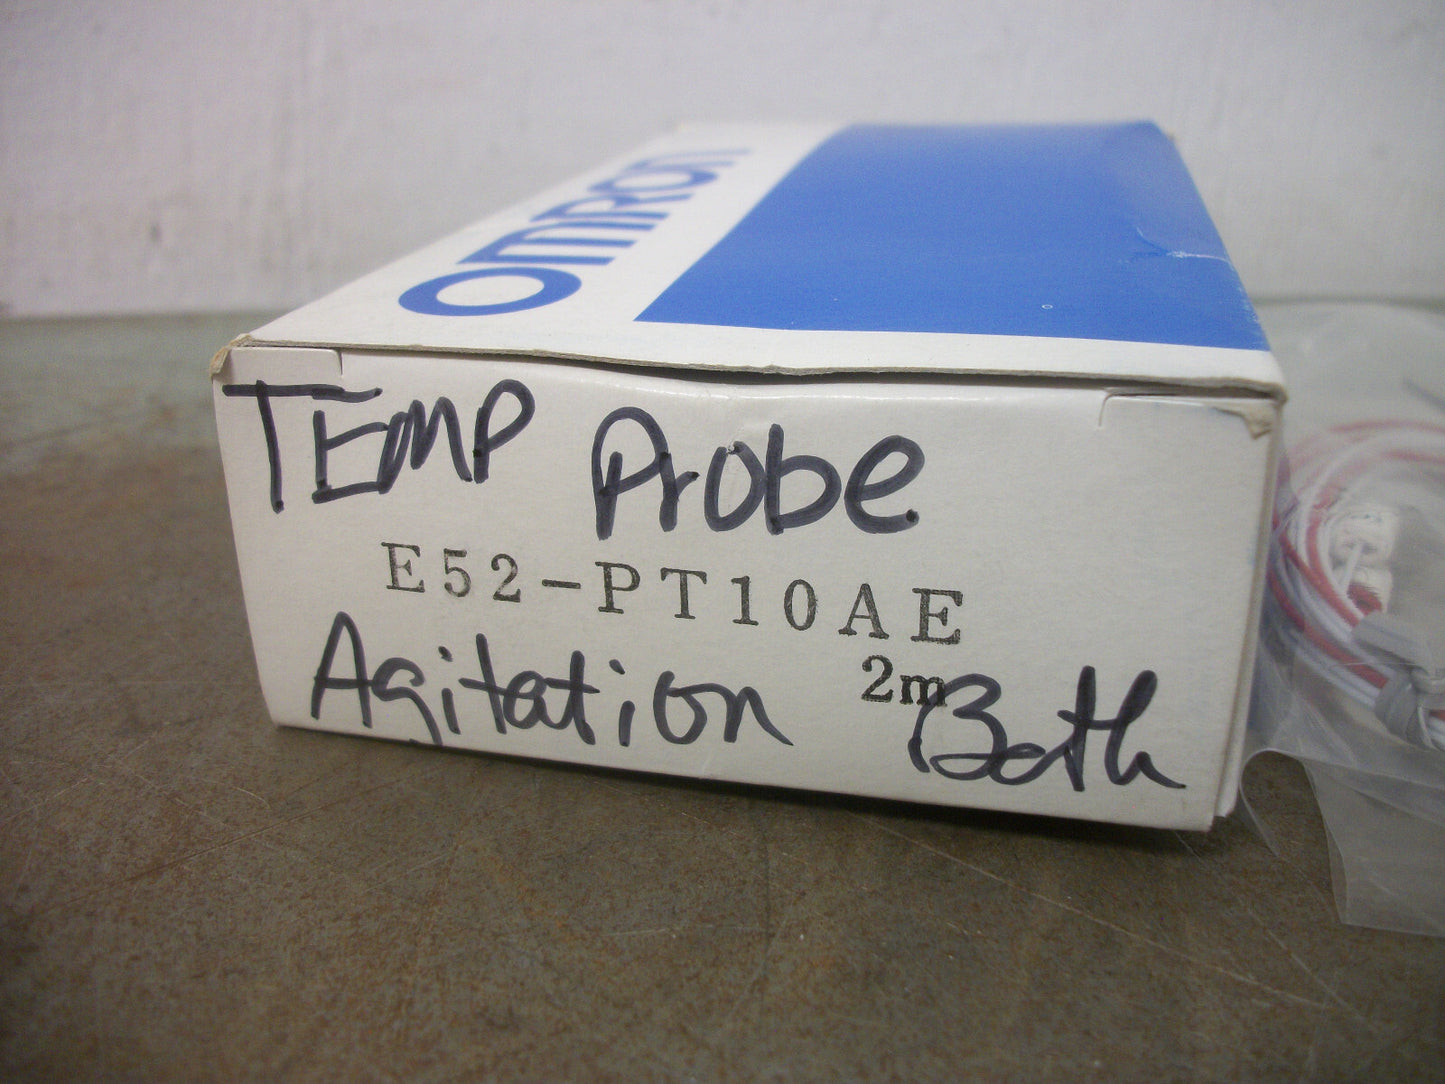 OMRON
TEMP Probe
E52-PT10AE
2m
Agitation Bath